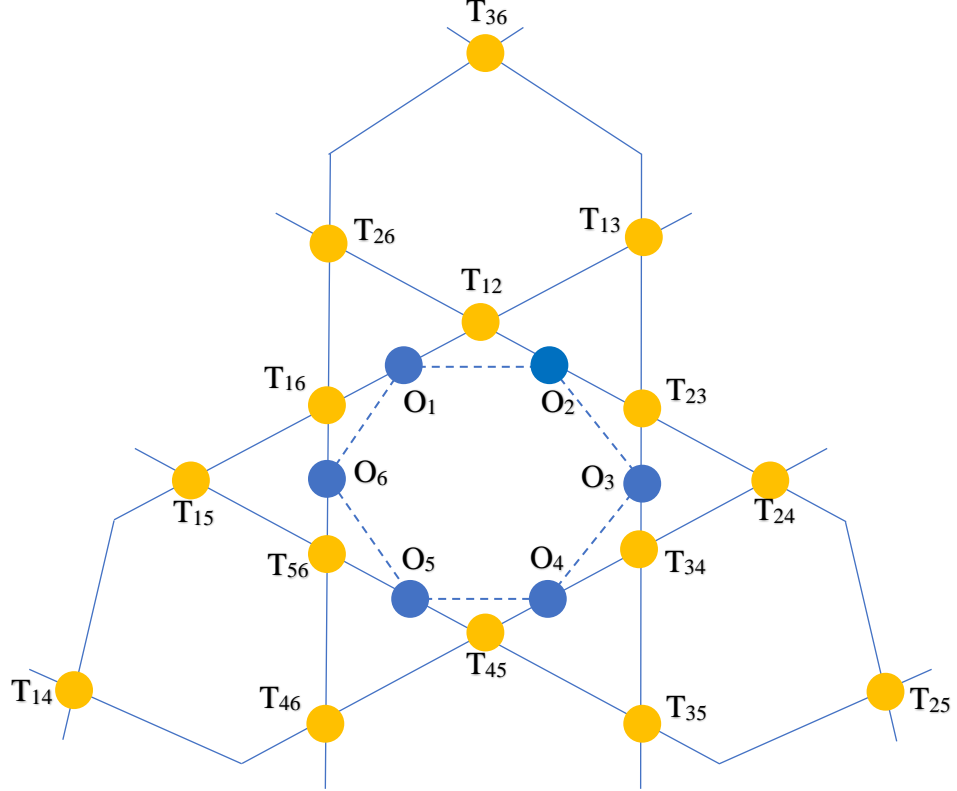 T₃₆
T₂₆
T₁₃
T₁₂
T₁₆
O₁
O₂
T₂₃
O₆
O₃
T₁₅
T₂₄
T₅₆
O₅
O₄
T₃₄
T₄₅
T₁₄
T₄₆
T₃₅
T₂₅